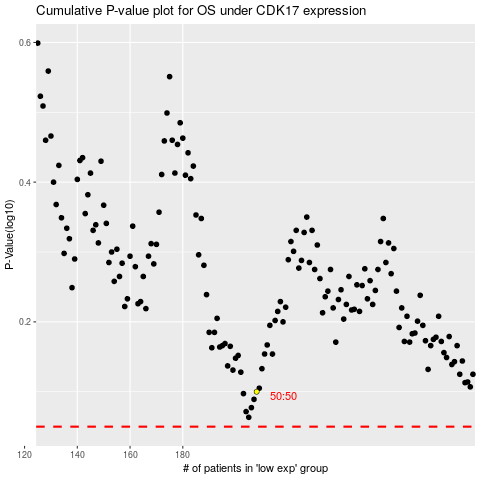 Cumulative P-value plot for OS under CDK17 expression
P-Value(log10)
0.6
0.4
0.2
50:50
120 140 160 180
# of patients in 'low exp' group